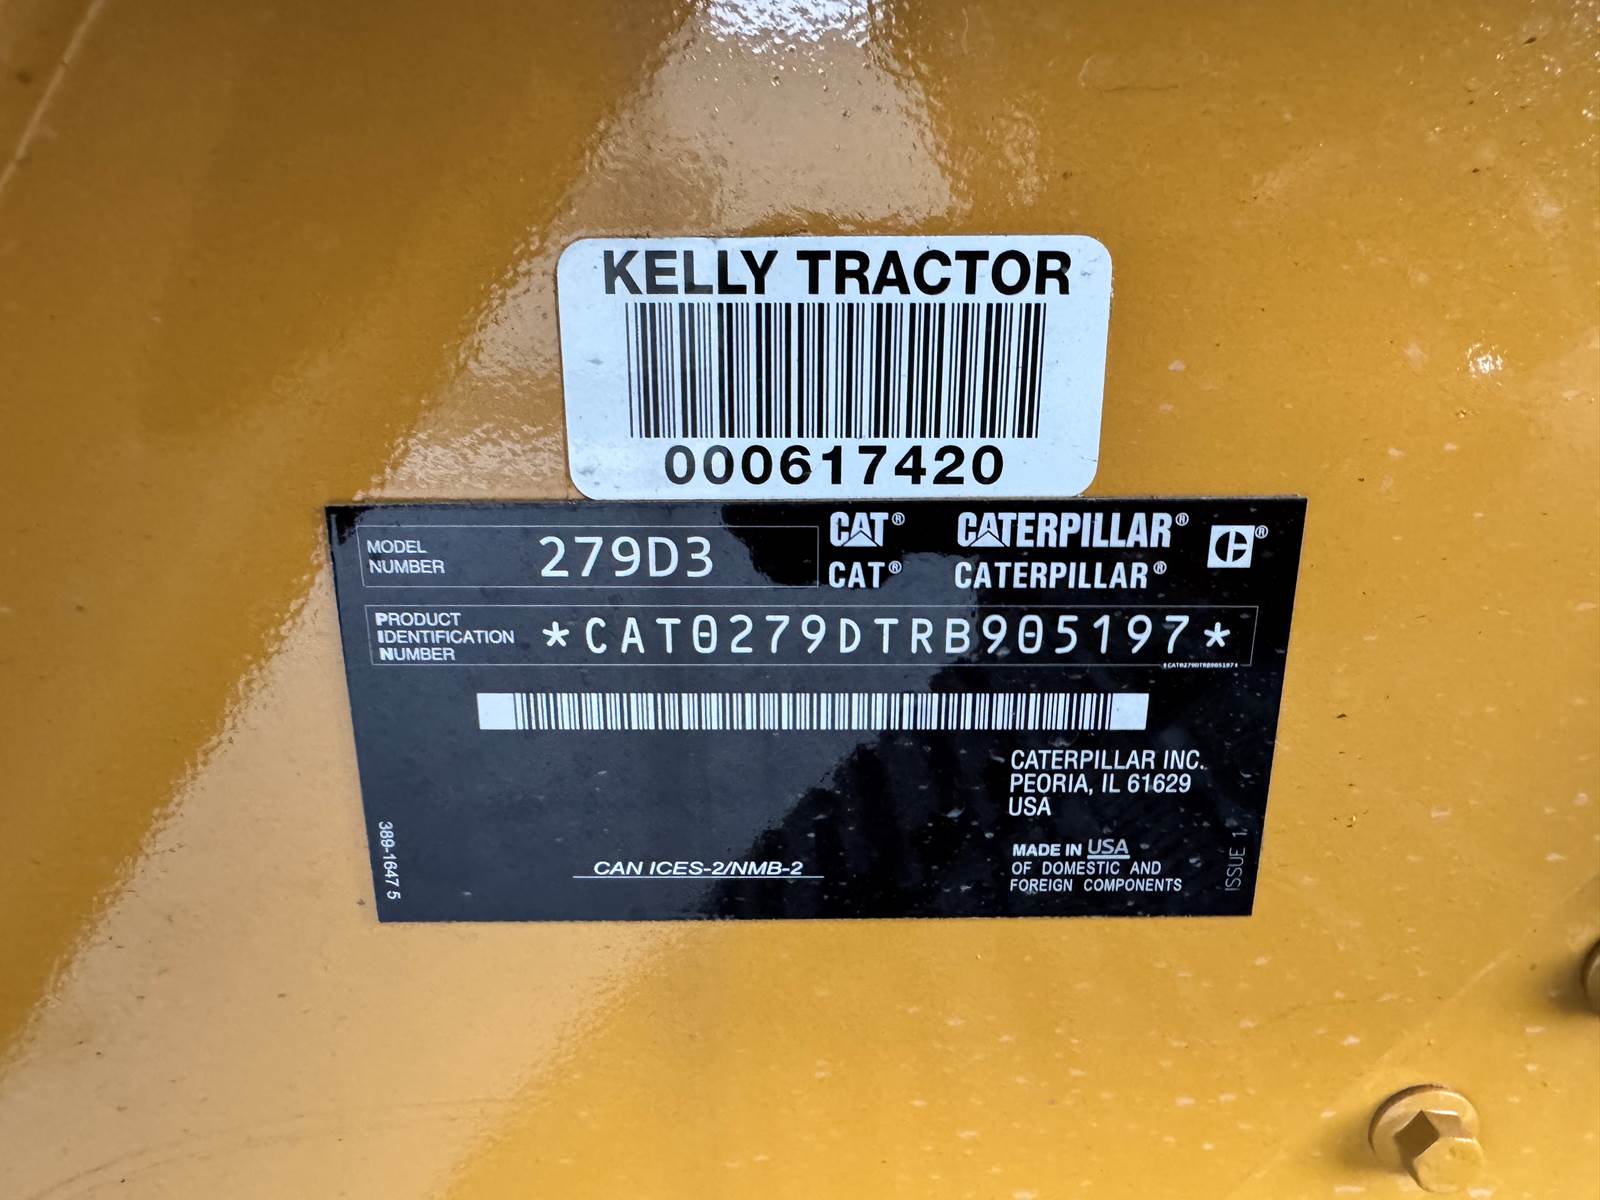 KELLY TRACTOR
000617420
MODEL
NUMBER
279D3
CAT® CATERPILLAR®
CAT® CATERPILLAR®
PRODUCT
IDENTIFICATION
NUMBER
*CAT0279DTRB905197*
*CAT0279DTRB905197*
CATERPILLAR INC.
PEORIA, IL 61629
USA
MADE IN USA
OF DOMESTIC AND
FOREIGN COMPONENTS
CAN ICES-2/NMB-2
389-1647 5
ISSUE 1